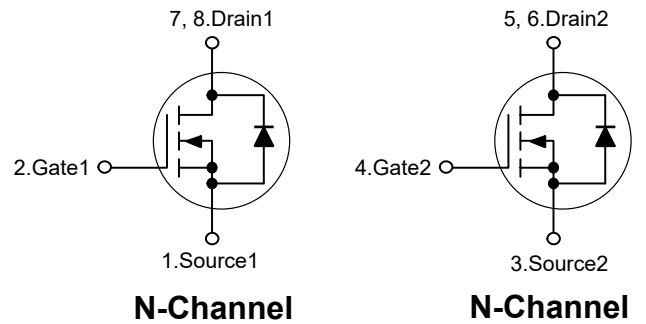 7, 8.Drain1
5, 6.Drain2
2.Gate1
4.Gate2
1.Source1
3.Source2
N-Channel
N-Channel